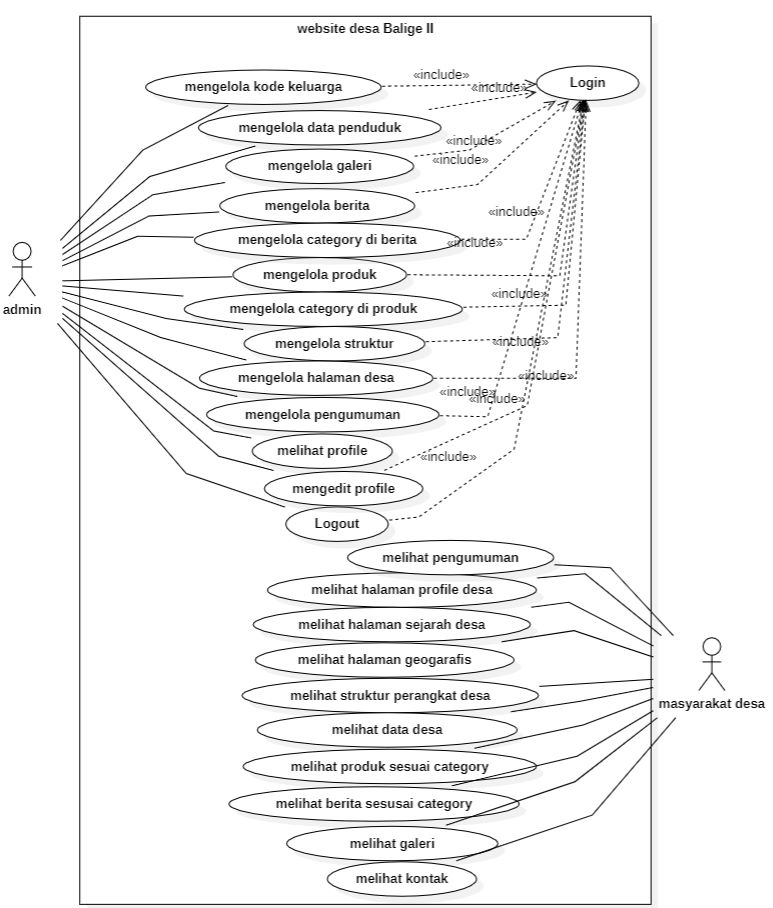 website desa Balige II
«include»
Login
mengelola kode keluarga
«include»
mengelola data penduduk
«include»
mengelola galeri
«include»
mengelola berita
«include»
mengelola category di berita
«include»
mengelola produk
«include»
mengelola category di produk
admin
mengelola struktur
«include»
mengelola halaman desa
«include»
«include»
«include»
mengelola pengumuman
melihat profile
«include»
mengedit profile
Logout
melihat pengumuman
melihat halaman profile desa
melihat halaman sejarah desa
melihat halaman geogarafis
melihat struktur perangkat desa
masyarakat desa
melihat data desa
melihat produk sesuai category
melihat berita sesusai category
melihat galeri
melihat kontak